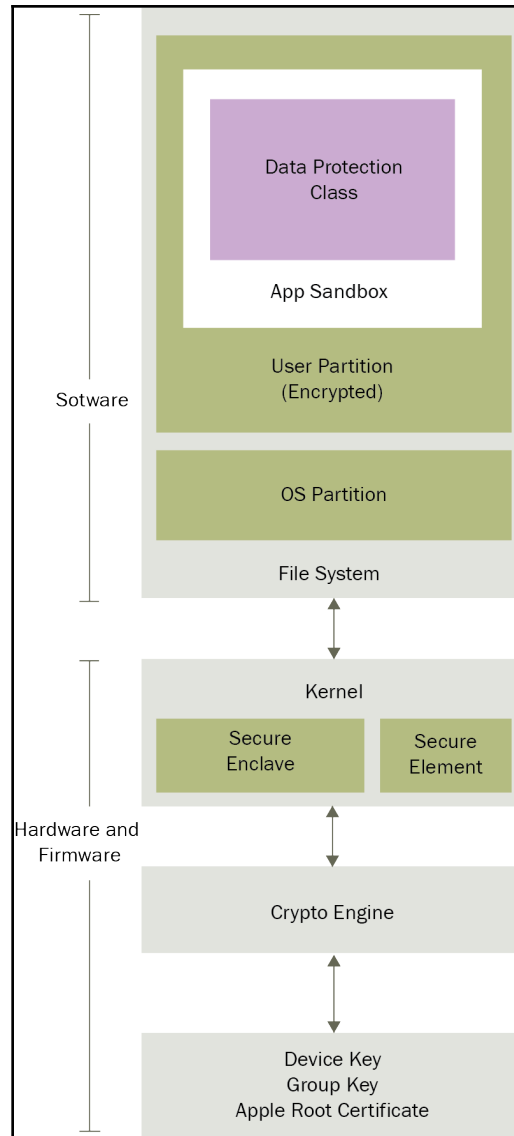 Data Protection
Class
App Sandbox
User Partition
(Encrypted)
Sotware
OS Partition
File System
Kernel
Secure
Enclave
Secure
Element
Hardware and
Firmware
Crypto Engine
Device Key
Group Key
Apple Root Certificate